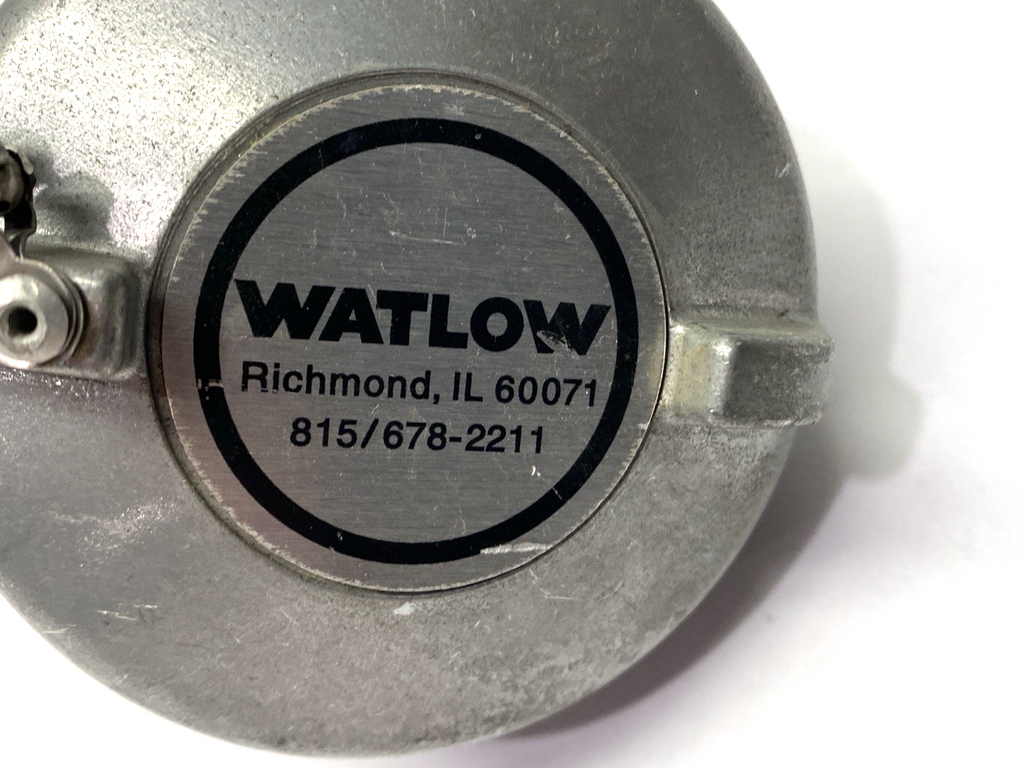 WATLOW
Richmond, IL 60071
815/678-2211